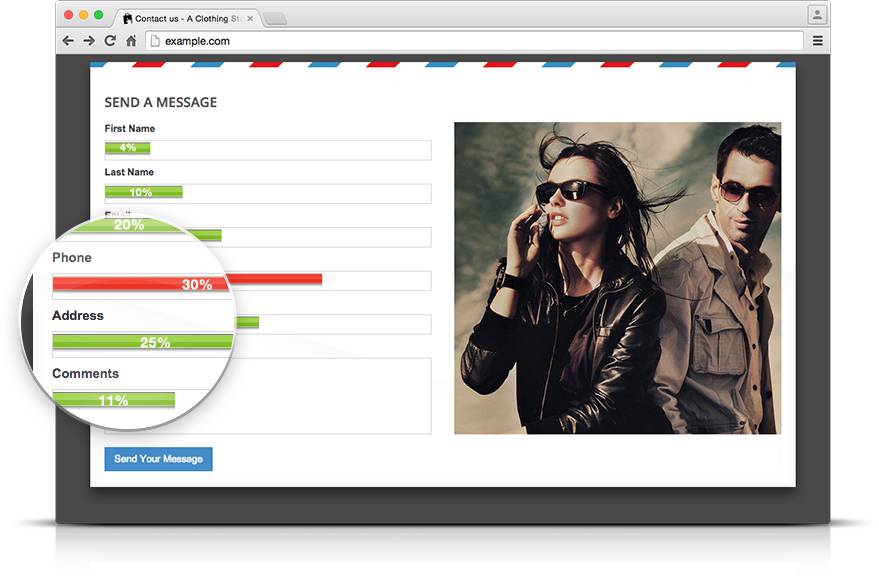 Contact us - A Clothing St
example.com
SEND A MESSAGE
First Name
4%
Last Name
10%
Email
20%
Phone
30%
Address
25%
Comments
11%
Send Your Message